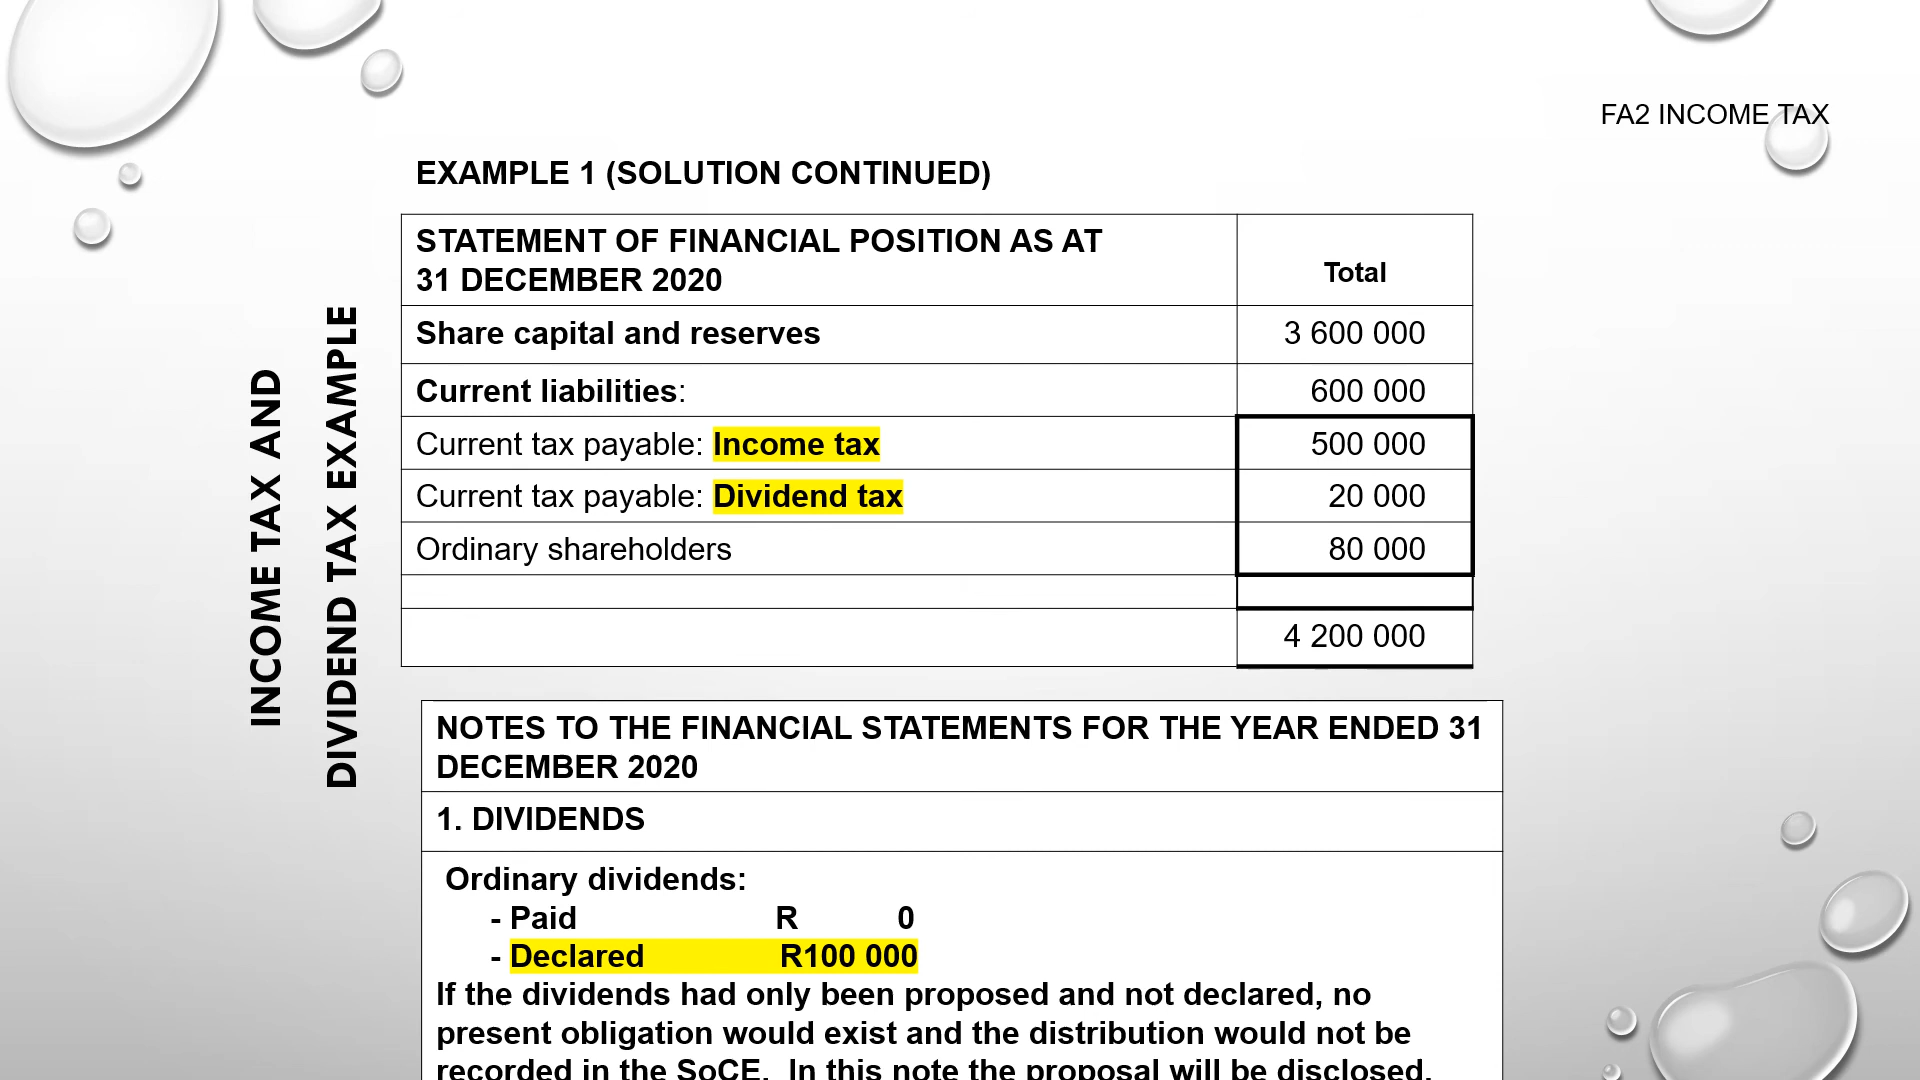 FA2 INCOME TAX
INCOME TAX AND
DIVIDEND TAX EXAMPLE
EXAMPLE 1 (SOLUTION CONTINUED)
STATEMENT OF FINANCIAL POSITION AS AT
31 DECEMBER 2020
Total
Share capital and reserves 3 600 000
Current liabilities: 600 000
Current tax payable: Income tax 500 000
Current tax payable: Dividend tax 20 000
Ordinary shareholders 80 000
4 200 000
NOTES TO THE FINANCIAL STATEMENTS FOR THE YEAR ENDED 31
DECEMBER 2020
1. DIVIDENDS
Ordinary dividends:
- Paid R 0
- Declared R100 000
If the dividends had only been proposed and not declared, no
present obligation would exist and the distribution would not be
recorded in the SoCE. In this note the proposal will be disclosed.